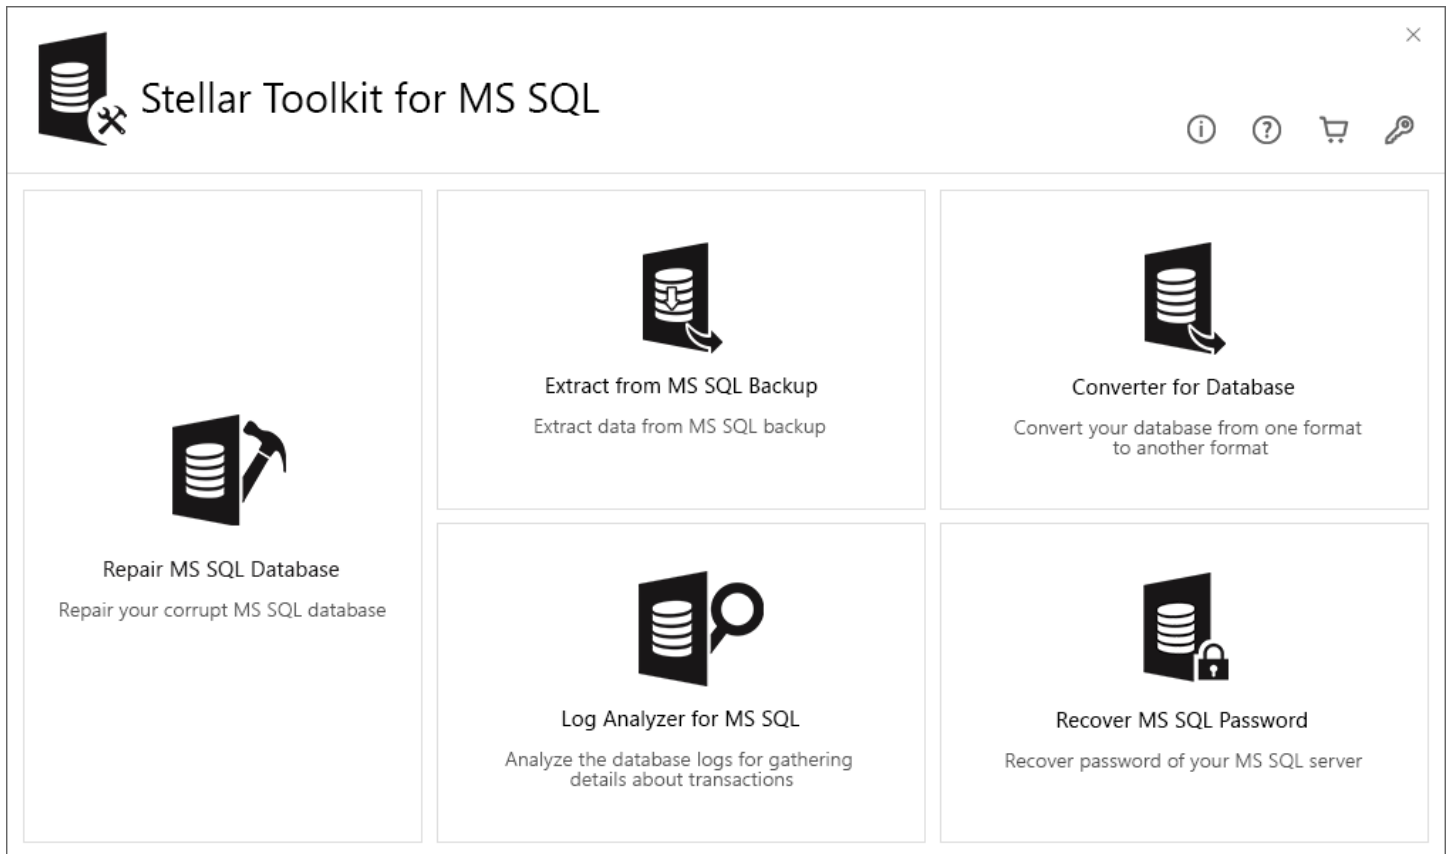 Stellar Toolkit for MS SQL
Repair MS SQL Database
Repair your corrupt MS SQL database
Extract from MS SQL Backup
Extract data from MS SQL backup
Converter for Database
Convert your database from one format
to another format
Log Analyzer for MS SQL
Analyze the database logs for gathering
details about transactions
Recover MS SQL Password
Recover password of your MS SQL server